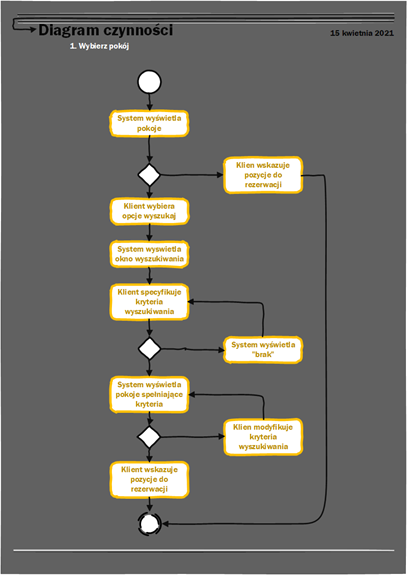 Diagram czynności
15 kwietnia 2021
1. Wybierz pokój
System wyświetla
pokoje
Klien wskazuje
pozycje do
rezerwacji
Klient wybiera
opcje wyszukaj
System wyswietla
okno wyszukiwania
Klient specyfikuje
kryteria
wyszukiwania
System wyświetla
"brak"
System wyświetla
pokoje spełniające
kryteria
Klien modyfikuje
kryteria
wyszukiwania
Klient wskazuje
pozycje do
rezerwacji